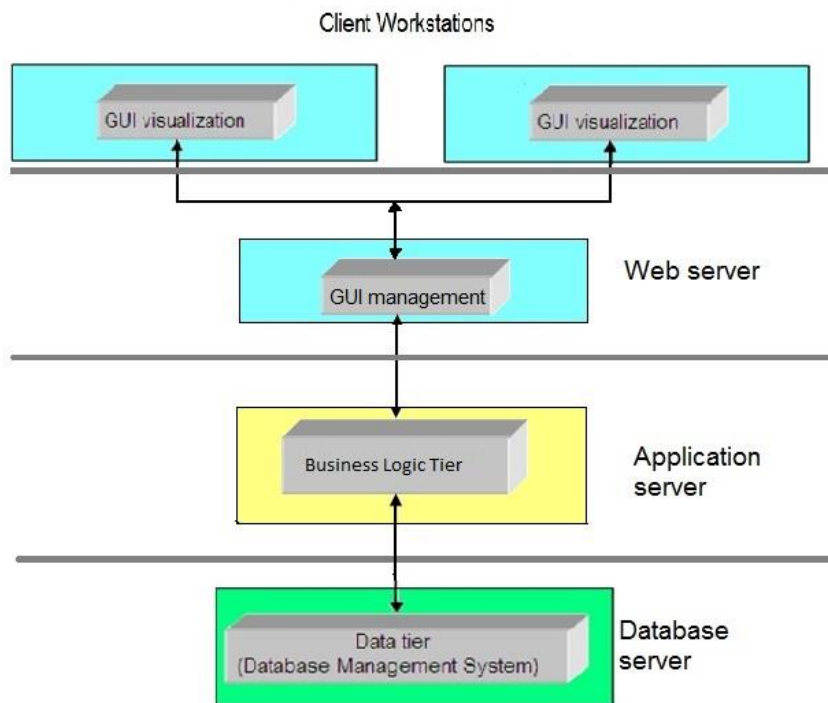 Client Workstations
GUI visualization
GUI visualization
GUI management
Web server
Business Logic Tier
Application
server
Data tier
(Database Management System)
Database
server